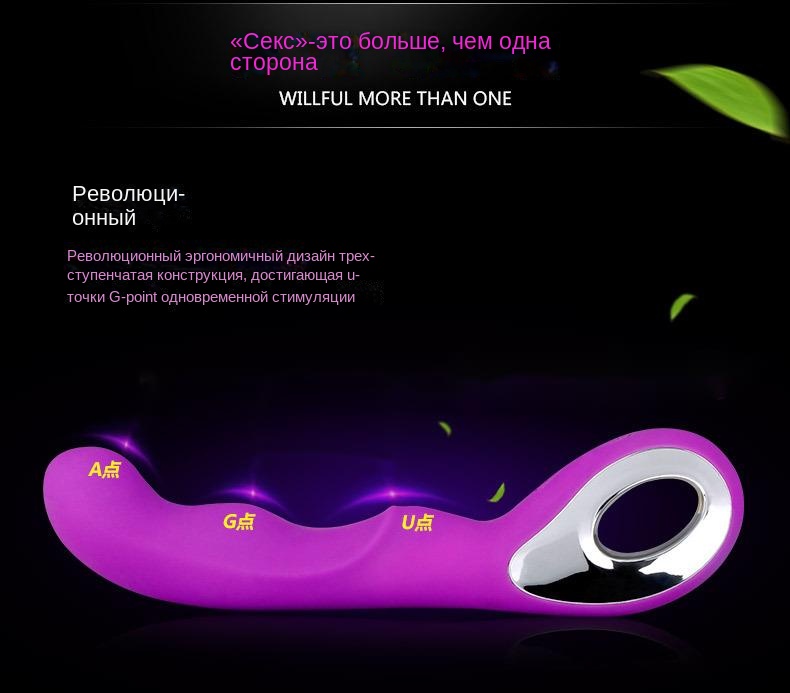 «Секс»-это больше, чем одна
сторона
WILLFUL MORE THAN ONE
Революци-
онный
Революционный эргономичный дизайн трех-
ступенчатая конструкция, достигающая u-
точки G-point одновременной стимуляции
A点
G点
U点